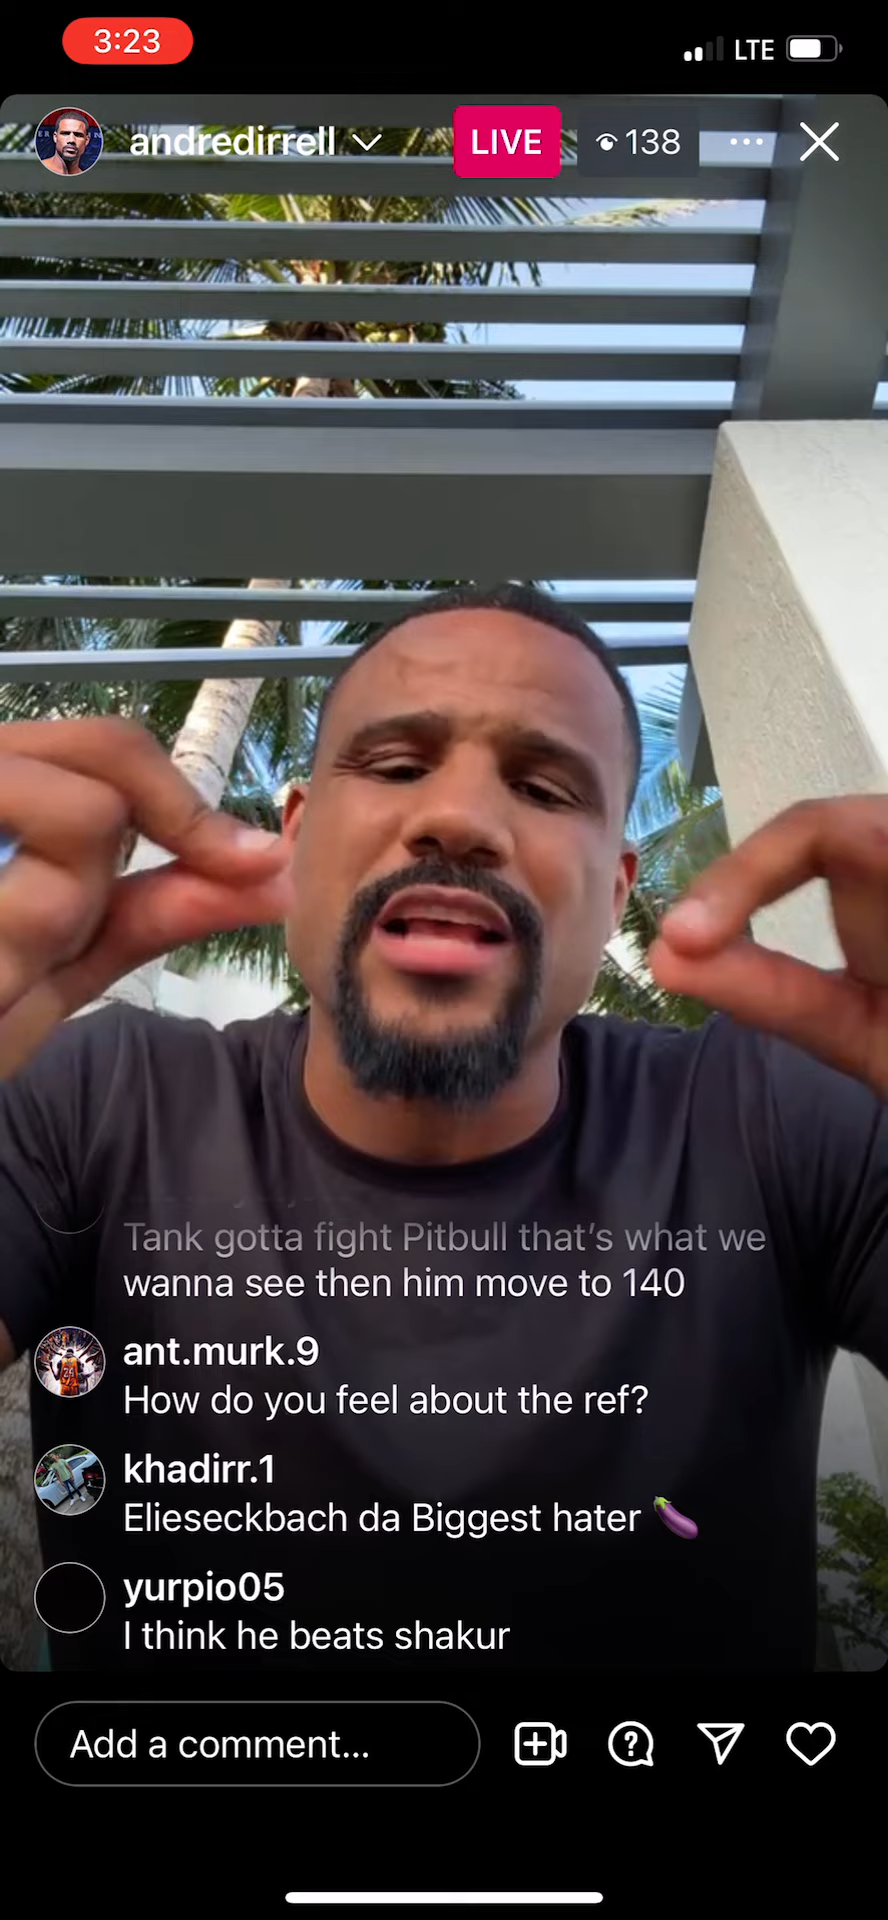 3:23
LTE
andredirrell
LIVE
138
Tank gotta fight Pitbull that's what we
wanna see then him move to 140
ant.murk.9
How do you feel about the ref?
khadirr.1
Elieseckbach da Biggest hater 🍆
yurpio05
I think he beats shakur
Add a comment...